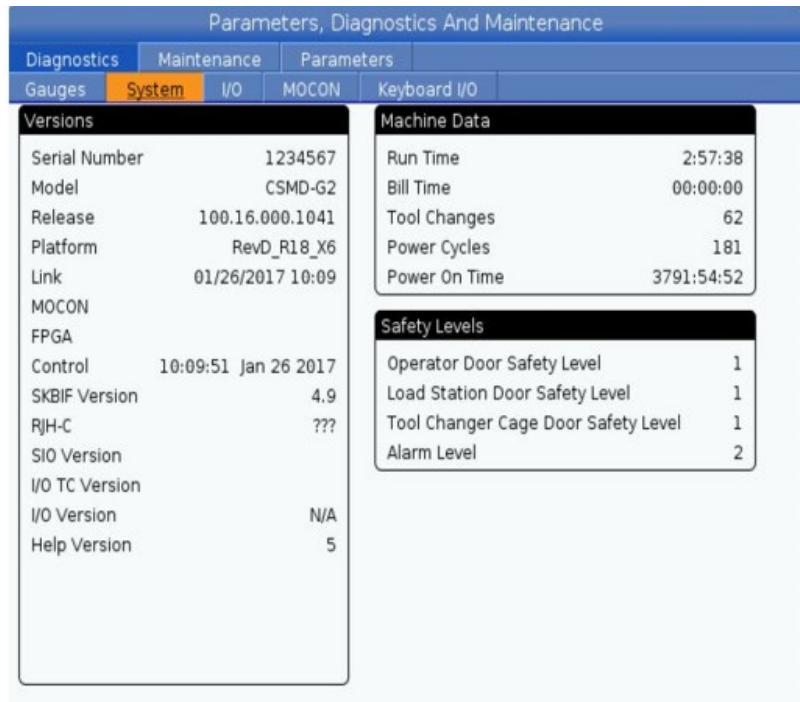 Parameters, Diagnostics And Maintenance
Diagnostics Maintenance Parameters
Gauges System I/O MOCON Keyboard I/O
Versions
Serial Number 1234567
Model CSMD-G2
Release 100.16.000.1041
Platform RevD_R18_X6
Link 01/26/2017 10:09
MOCON
FPGA
Control 10:09:51 Jan 26 2017
SKBIF Version 4.9
RJH-C ???
SIO Version
I/O TC Version
I/O Version N/A
Help Version 5
Machine Data
Run Time 2:57:38
Bill Time 00:00:00
Tool Changes 62
Power Cycles 181
Power On Time 3791:54:52
Safety Levels
Operator Door Safety Level 1
Load Station Door Safety Level 1
Tool Changer Cage Door Safety Level 1
Alarm Level 2